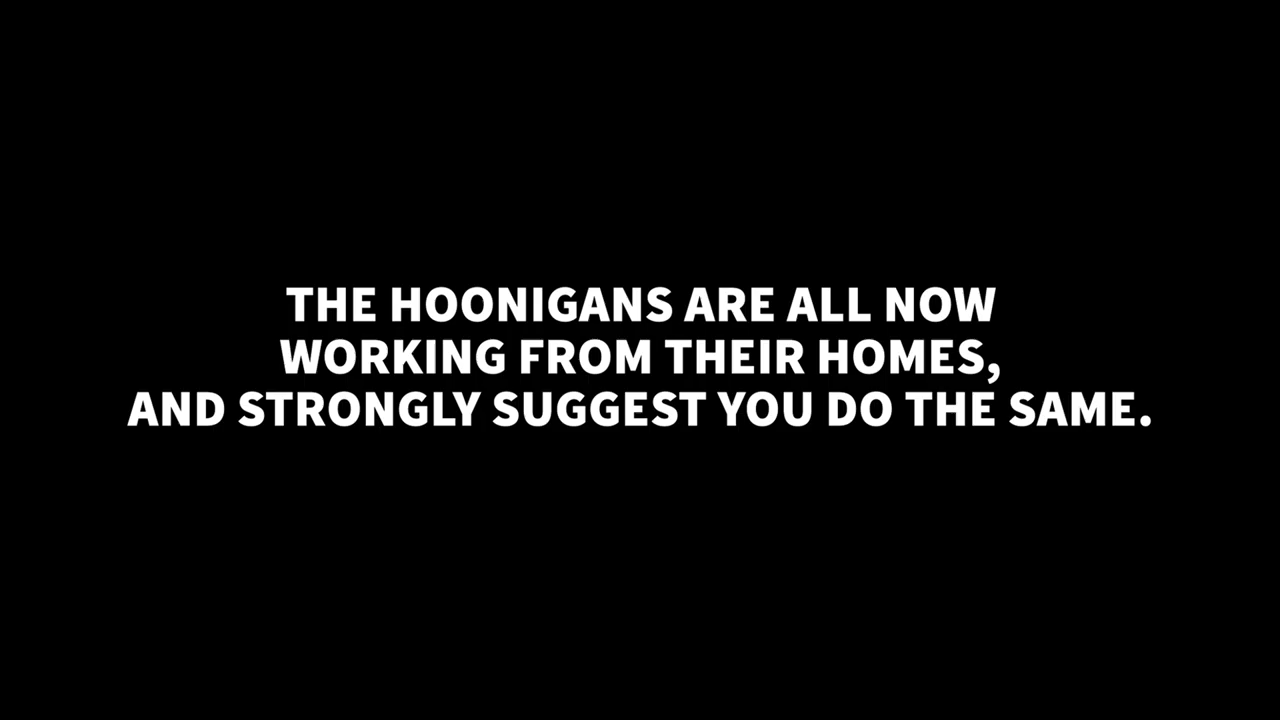 THE HOONIGANS ARE ALL NOW
WORKING FROM THEIR HOMES,
AND STRONGLY SUGGEST YOU DO THE SAME.